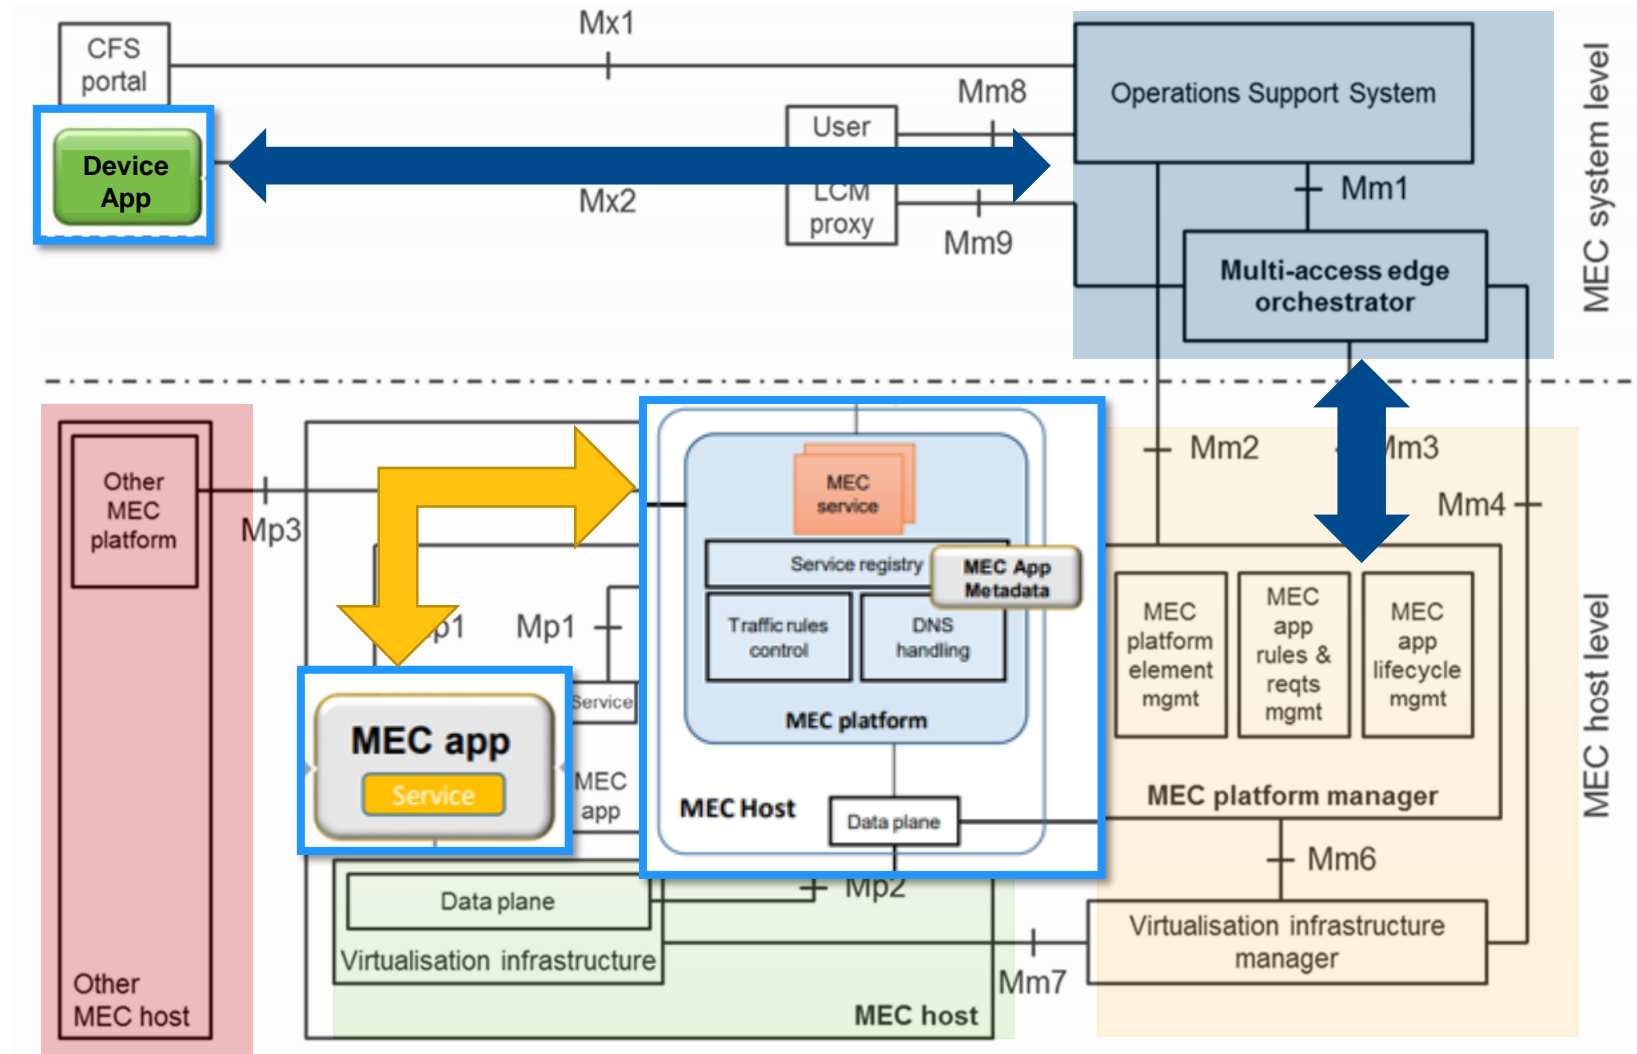 Mx1
CFS
portal
Operations Support System
Mm8
User
Device
App
Mx2
LCM
proxy
Mm9
Mm1
Multi-access edge
orchestrator
MEC system level
Other
MEC
platform
Mp3
MEC
service
Service registry
MEC App
Metadata
Traffic rules
control
DNS
handling
MEC platform
MEC Host
Data plane
Mm2
Mm3
Mm4
p1
Mp1
Service
MEC app
Service
MEC
app
MEC
platform
element
mgmt
MEC
app
rules &
reqts
mgmt
MEC
app
lifecycle
mgmt
MEC platform manager
MEC host level
Mm6
Mp2
Data plane
Virtualisation infrastructure
Virtualisation infrastructure
manager
Mm7
Other
MEC host
MEC host